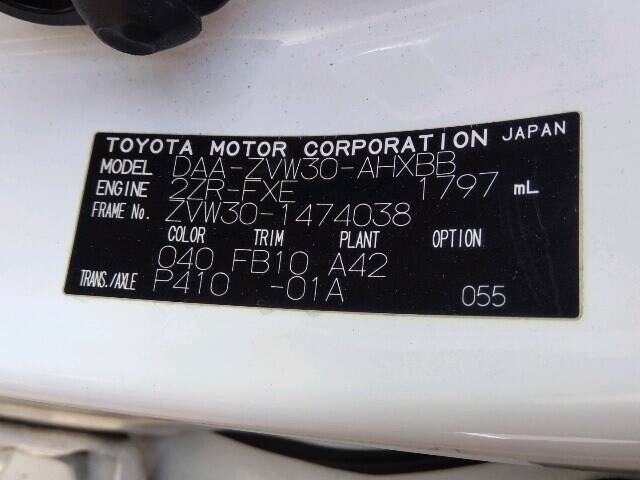 TOYOTA MOTOR CORPORATION JAPAN
MODEL DAA-ZVW30-AHXBB
ENGINE 2ZR-FXE 1797 mL
FRAME No. ZVW30-1474038
COLOR TRIM PLANT OPTION
040 FB10 A42
TRANS./AXLE P410 -01A 055